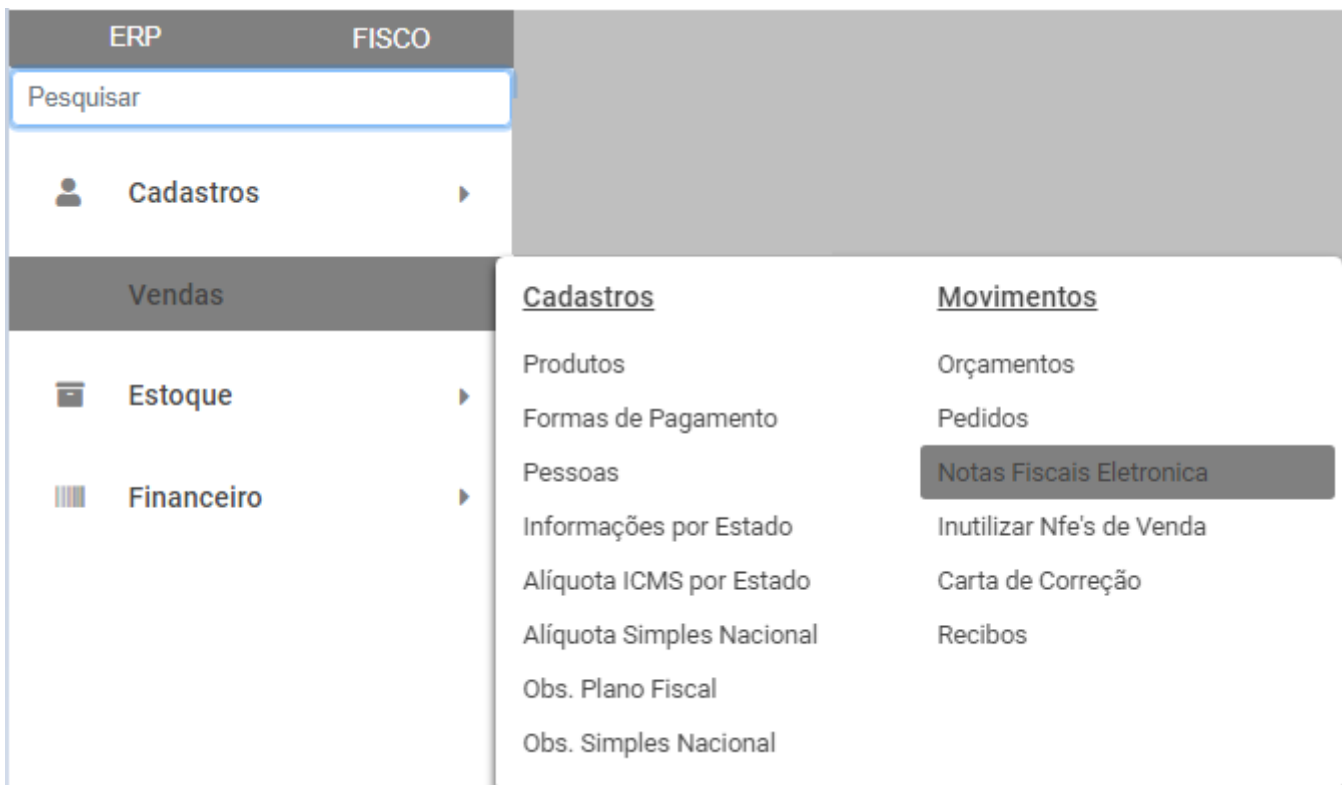 ERP FISCO
Pesquisar
Cadastros
Vendas
Estoque
Financeiro
Cadastros
Produtos
Formas de Pagamento
Pessoas
Informações por Estado
Alíquota ICMS por Estado
Alíquota Simples Nacional
Obs. Plano Fiscal
Obs. Simples Nacional
Movimentos
Orçamentos
Pedidos
Notas Fiscais Eletronica
Inutilizar Nfe's de Venda
Carta de Correção
Recibos